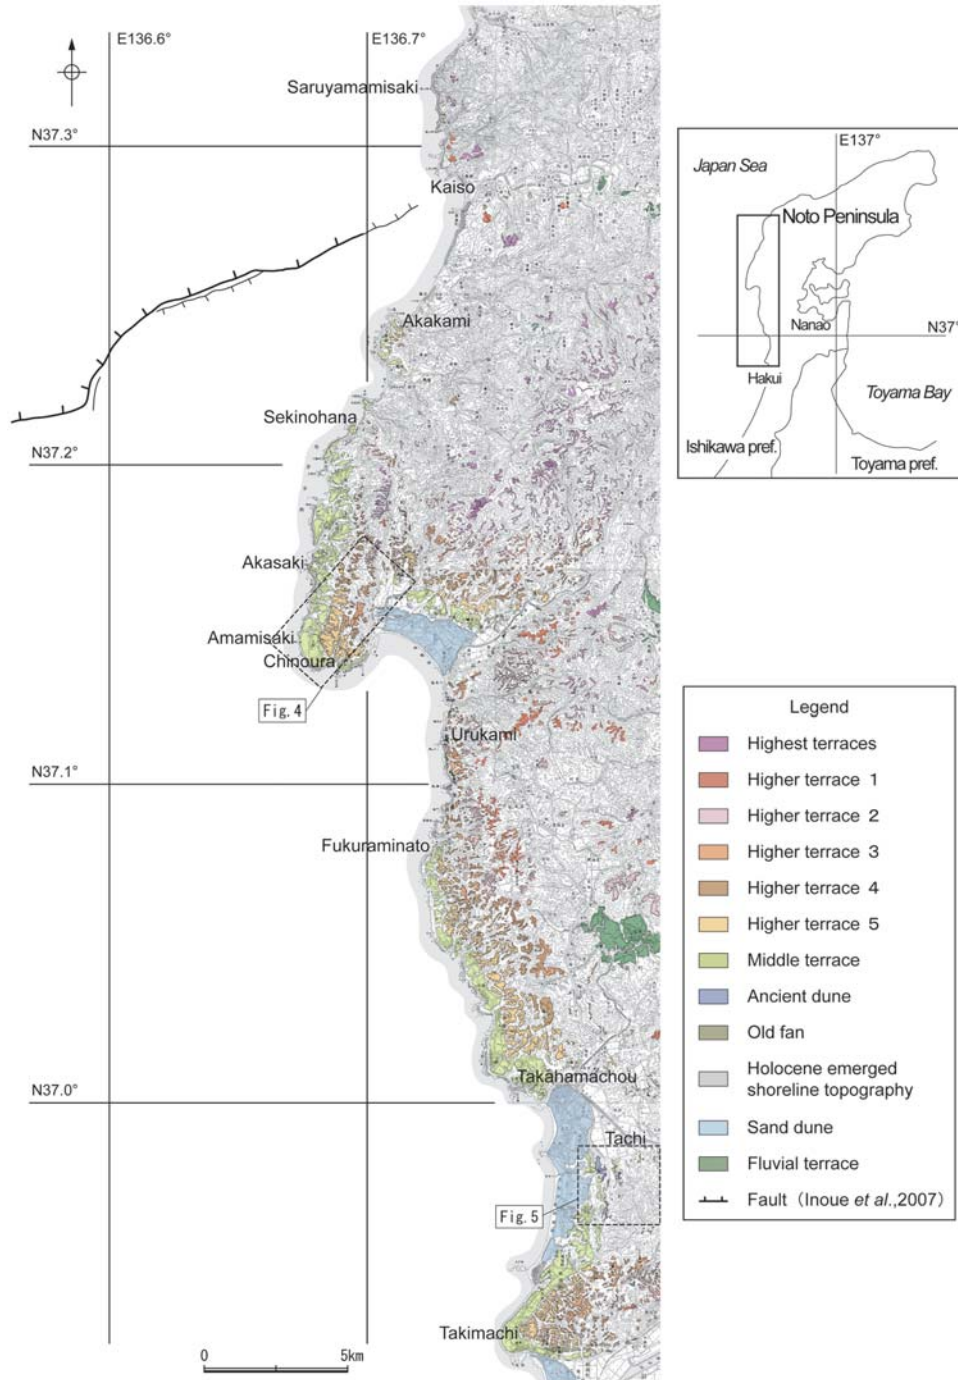 E136.6°
E136.7°
Saruyamamisaki
N37.3°
Kaiso
Akakami
Sekinohana
N37.2°
Akasaki
Amamisaki
Chinoura
Fig.4
Urukami
N37.1°
Fukuraminato
Takahamachou
N37.0°
Tachi
Fig.5
Takimachi
0
5km
E137°
Japan Sea
Noto Peninsula
Nanao
N37°
Hakui
Toyama Bay
Ishikawa pref.
Toyama pref.
Legend
Highest terraces
Higher terrace 1
Higher terrace 2
Higher terrace 3
Higher terrace 4
Higher terrace 5
Middle terrace
Ancient dune
Old fan
Holocene emerged
shoreline topography
Sand dune
Fluvial terrace
Fault（Inoue et al.,2007）